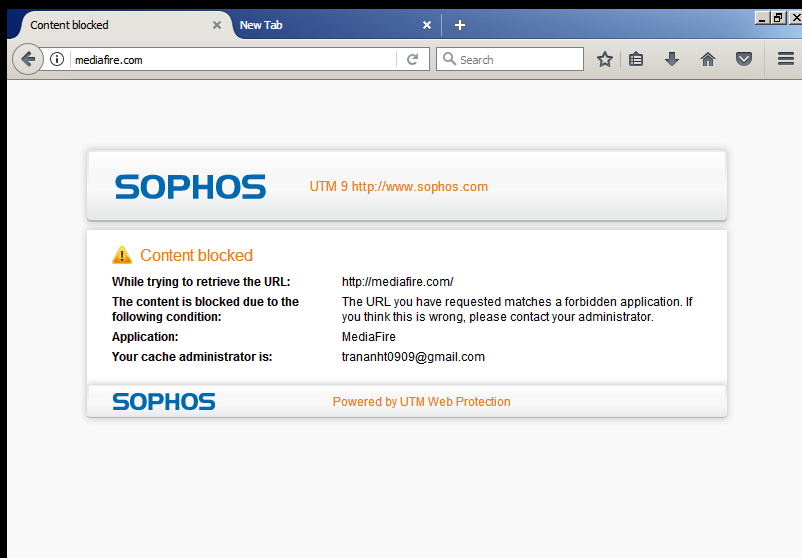 Content blocked
New Tab
mediafire.com
Search
SOPHOS
UTM 9 http://www.sophos.com
Content blocked
While trying to retrieve the URL: http://mediafire.com/
The content is blocked due to the following condition:
The URL you have requested matches a forbidden application. If
you think this is wrong, please contact your administrator.
Application: MediaFire
Your cache administrator is: trananht0909@gmail.com
SOPHOS
Powered by UTM Web Protection